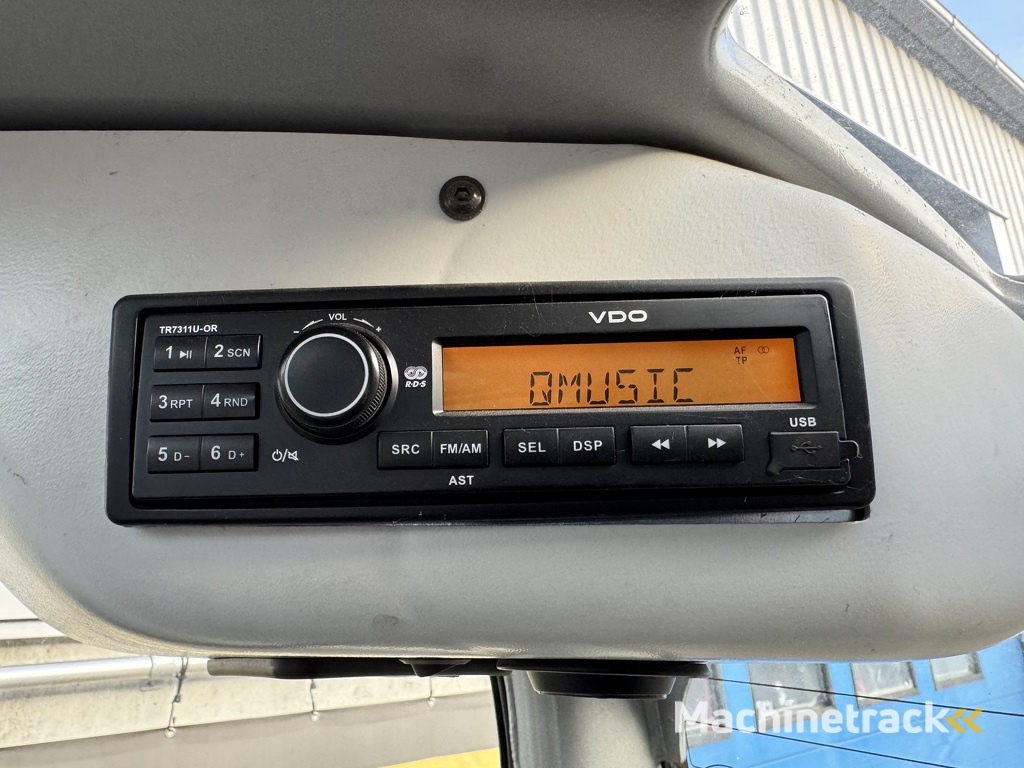 TR7311U-OR
- VOL +
VDO
1 ▶II
2 SCN
AF
TP
QMUSIC
R·D·S
3 RPT
4 RND
5 D-
6 D+
SRC
FM/AM
SEL
DSP
USB
AST
Machinetrack